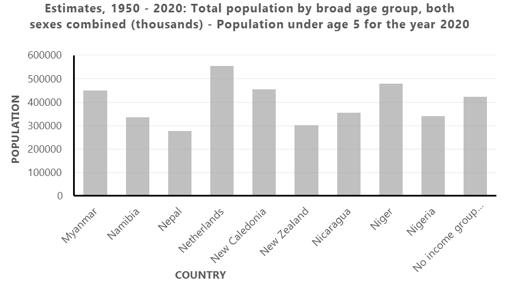 Estimates, 1950 - 2020: Total population by broad age group, both
sexes combined (thousands) - Population under age 5 for the year 2020
POPULATION
600000
500000
400000
300000
200000
100000
0
Myanmar
Namibia
Nepal
Netherlands
New Caledonia
New Zealand
Nicaragua
Niger
Nigeria
No income group...
COUNTRY